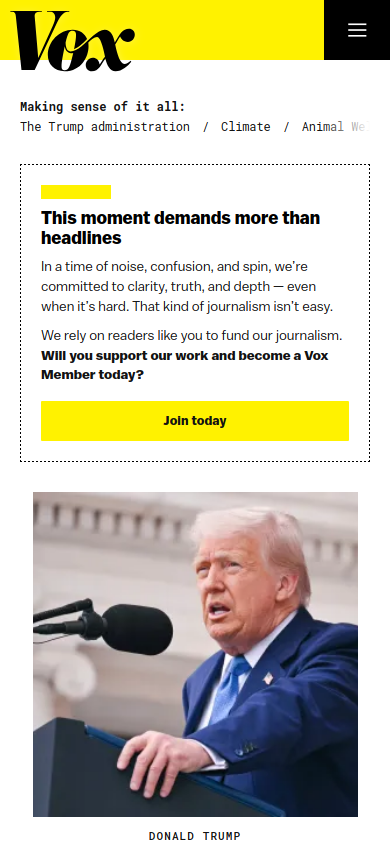 Vox
Making sense of it all:
The Trump administration / Climate / Animal We
This moment demands more than
headlines
In a time of noise, confusion, and spin, we’re
committed to clarity, truth, and depth — even
when it’s hard. That kind of journalism isn’t easy.
We rely on readers like you to fund our journalism.
Will you support our work and become a Vox
Member today?
Join today
DONALD TRUMP